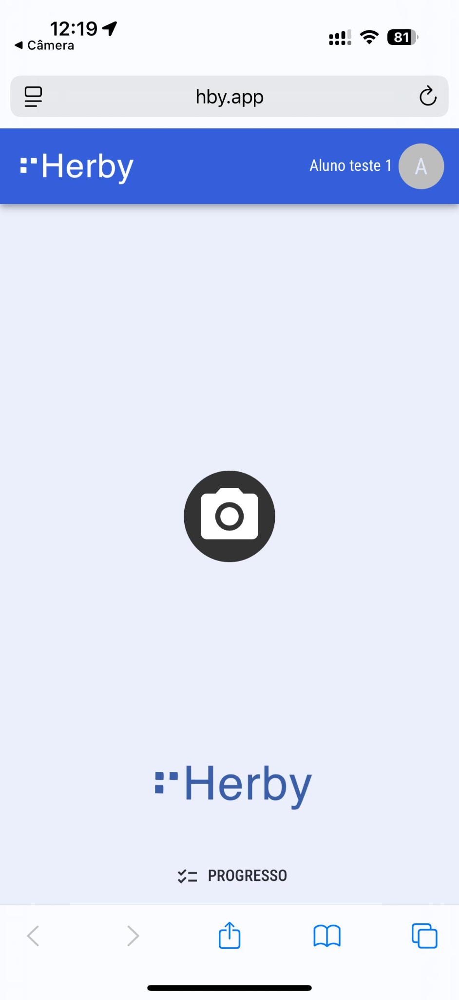 12:19
Câmera
81
hby.app
Herby
Aluno teste 1
A
Herby
PROGRESSO